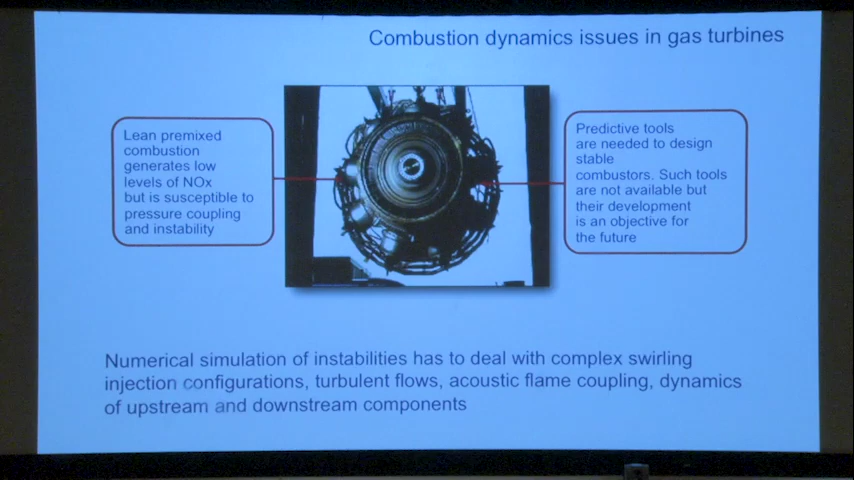 Combustion dynamics issues in gas turbines
Lean premixed
combustion
generates low
levels of NOx
but is susceptible to
pressure coupling
and instability
Predictive tools
are needed to design
stable
combustors. Such tools
are not available but
their development
is an objective for
the future
Numerical simulation of instabilities has to deal with complex swirling
injection configurations, turbulent flows, acoustic flame coupling, dynamics
of upstream and downstream components